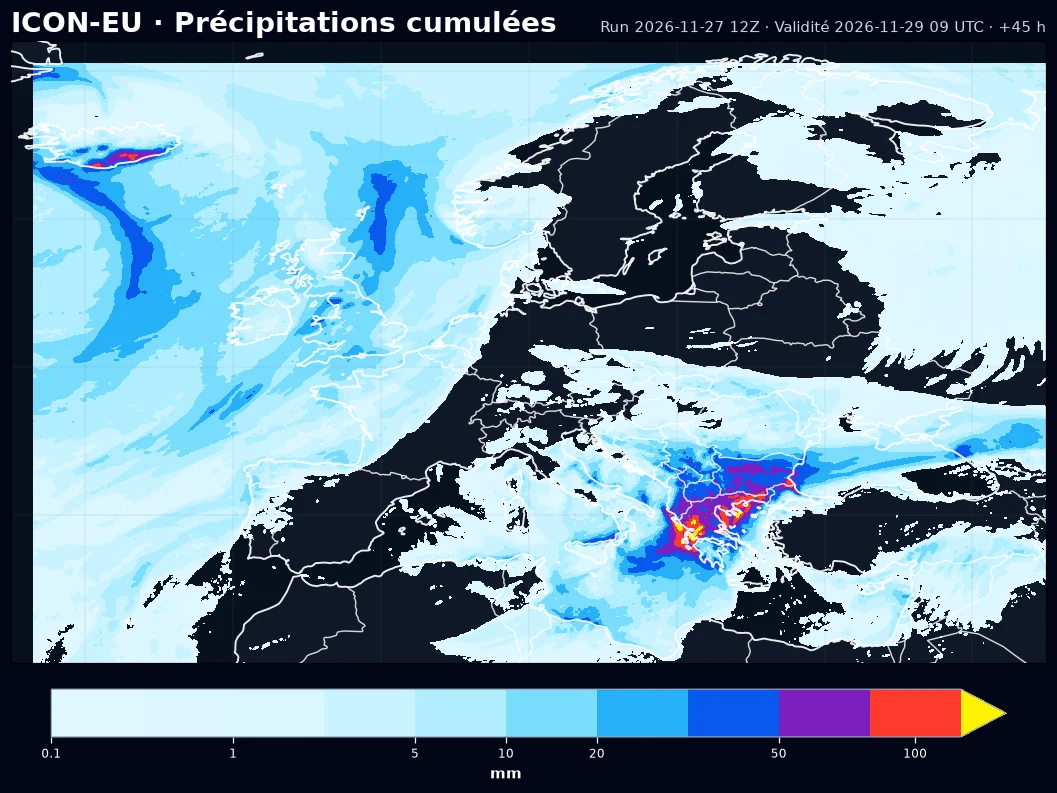 ICON-EU · Précipitations cumulées
Run 2026-11-27 12Z · Validité 2026-11-29 09 UTC · +45 h
0.1 1 5 10 20 50 100
mm